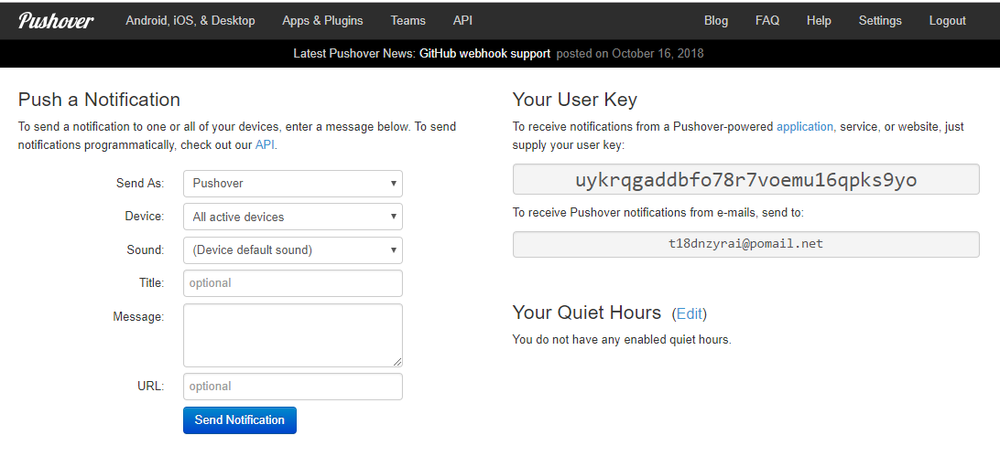 Pushover Android, iOS, & Desktop Apps & Plugins Teams API Blog FAQ Help Settings Logout
Latest Pushover News: GitHub webhook support posted on October 16, 2018
Push a Notification
To send a notification to one or all of your devices, enter a message below. To send
notifications programmatically, check out our API.
Send As: Pushover
Device: All active devices
Sound: (Device default sound)
Title: optional
Message:
URL: optional
Send Notification
Your User Key
To receive notifications from a Pushover-powered application, service, or website, just
supply your user key:
uykrqgaddbfo78r7voemu16qpks9yo
To receive Pushover notifications from e-mails, send to:
t18dnzyrai@pomail.net
Your Quiet Hours (Edit)
You do not have any enabled quiet hours.